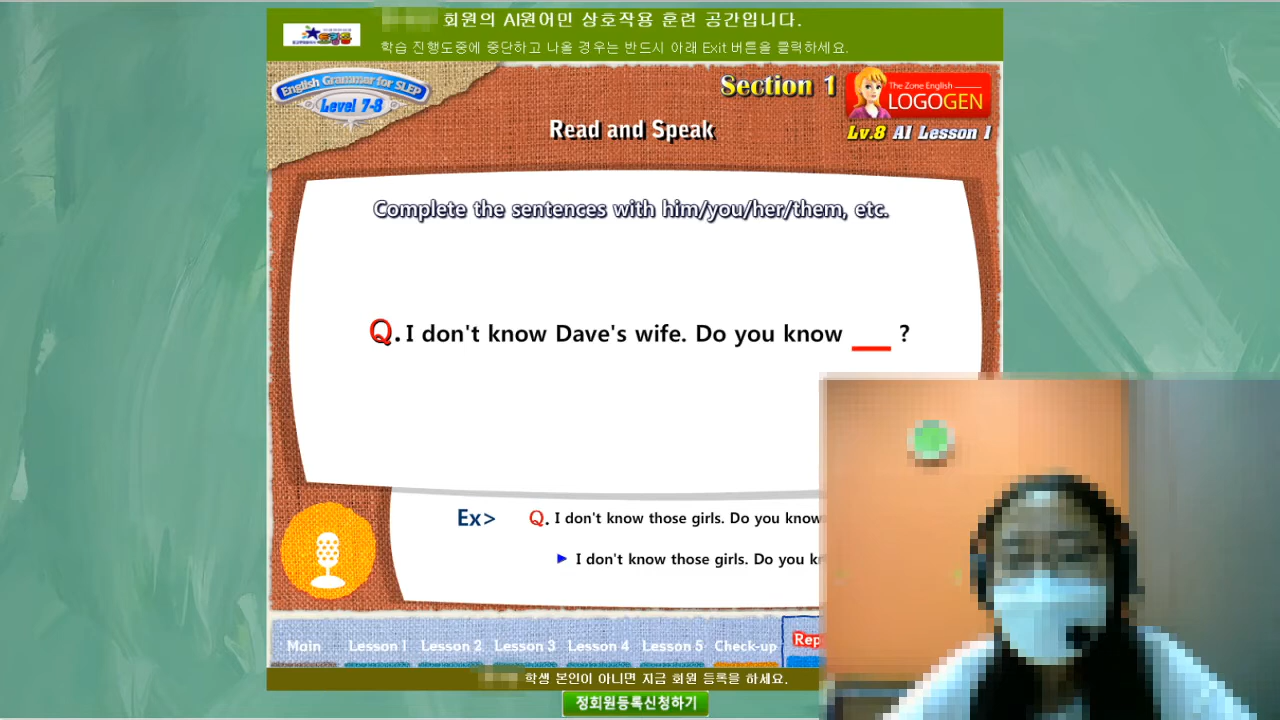 회원의 AI원어민 상호작용 훈련 공간입니다.
학습 진행도중에 중단하고 나올 경우는 반드시 아래 Exit 버튼을 클릭하세요.
English Grammar for SLEP
Level 7-8
Section 1
The Zone English
LOGOGEN
Lv.8 AI Lesson 1
Read and Speak
Complete the sentences with him/you/her/them, etc.
Q. I don't know Dave's wife. Do you know ___ ?
Ex> Q. I don't know those girls. Do you know
► I don't know those girls. Do you
Main Lesson 1 Lesson 2 Lesson 3 Lesson 4 Lesson 5 Check-up
학생 본인이 아니면 지금 회원 등록을 하세요.
정회원등록신청하기